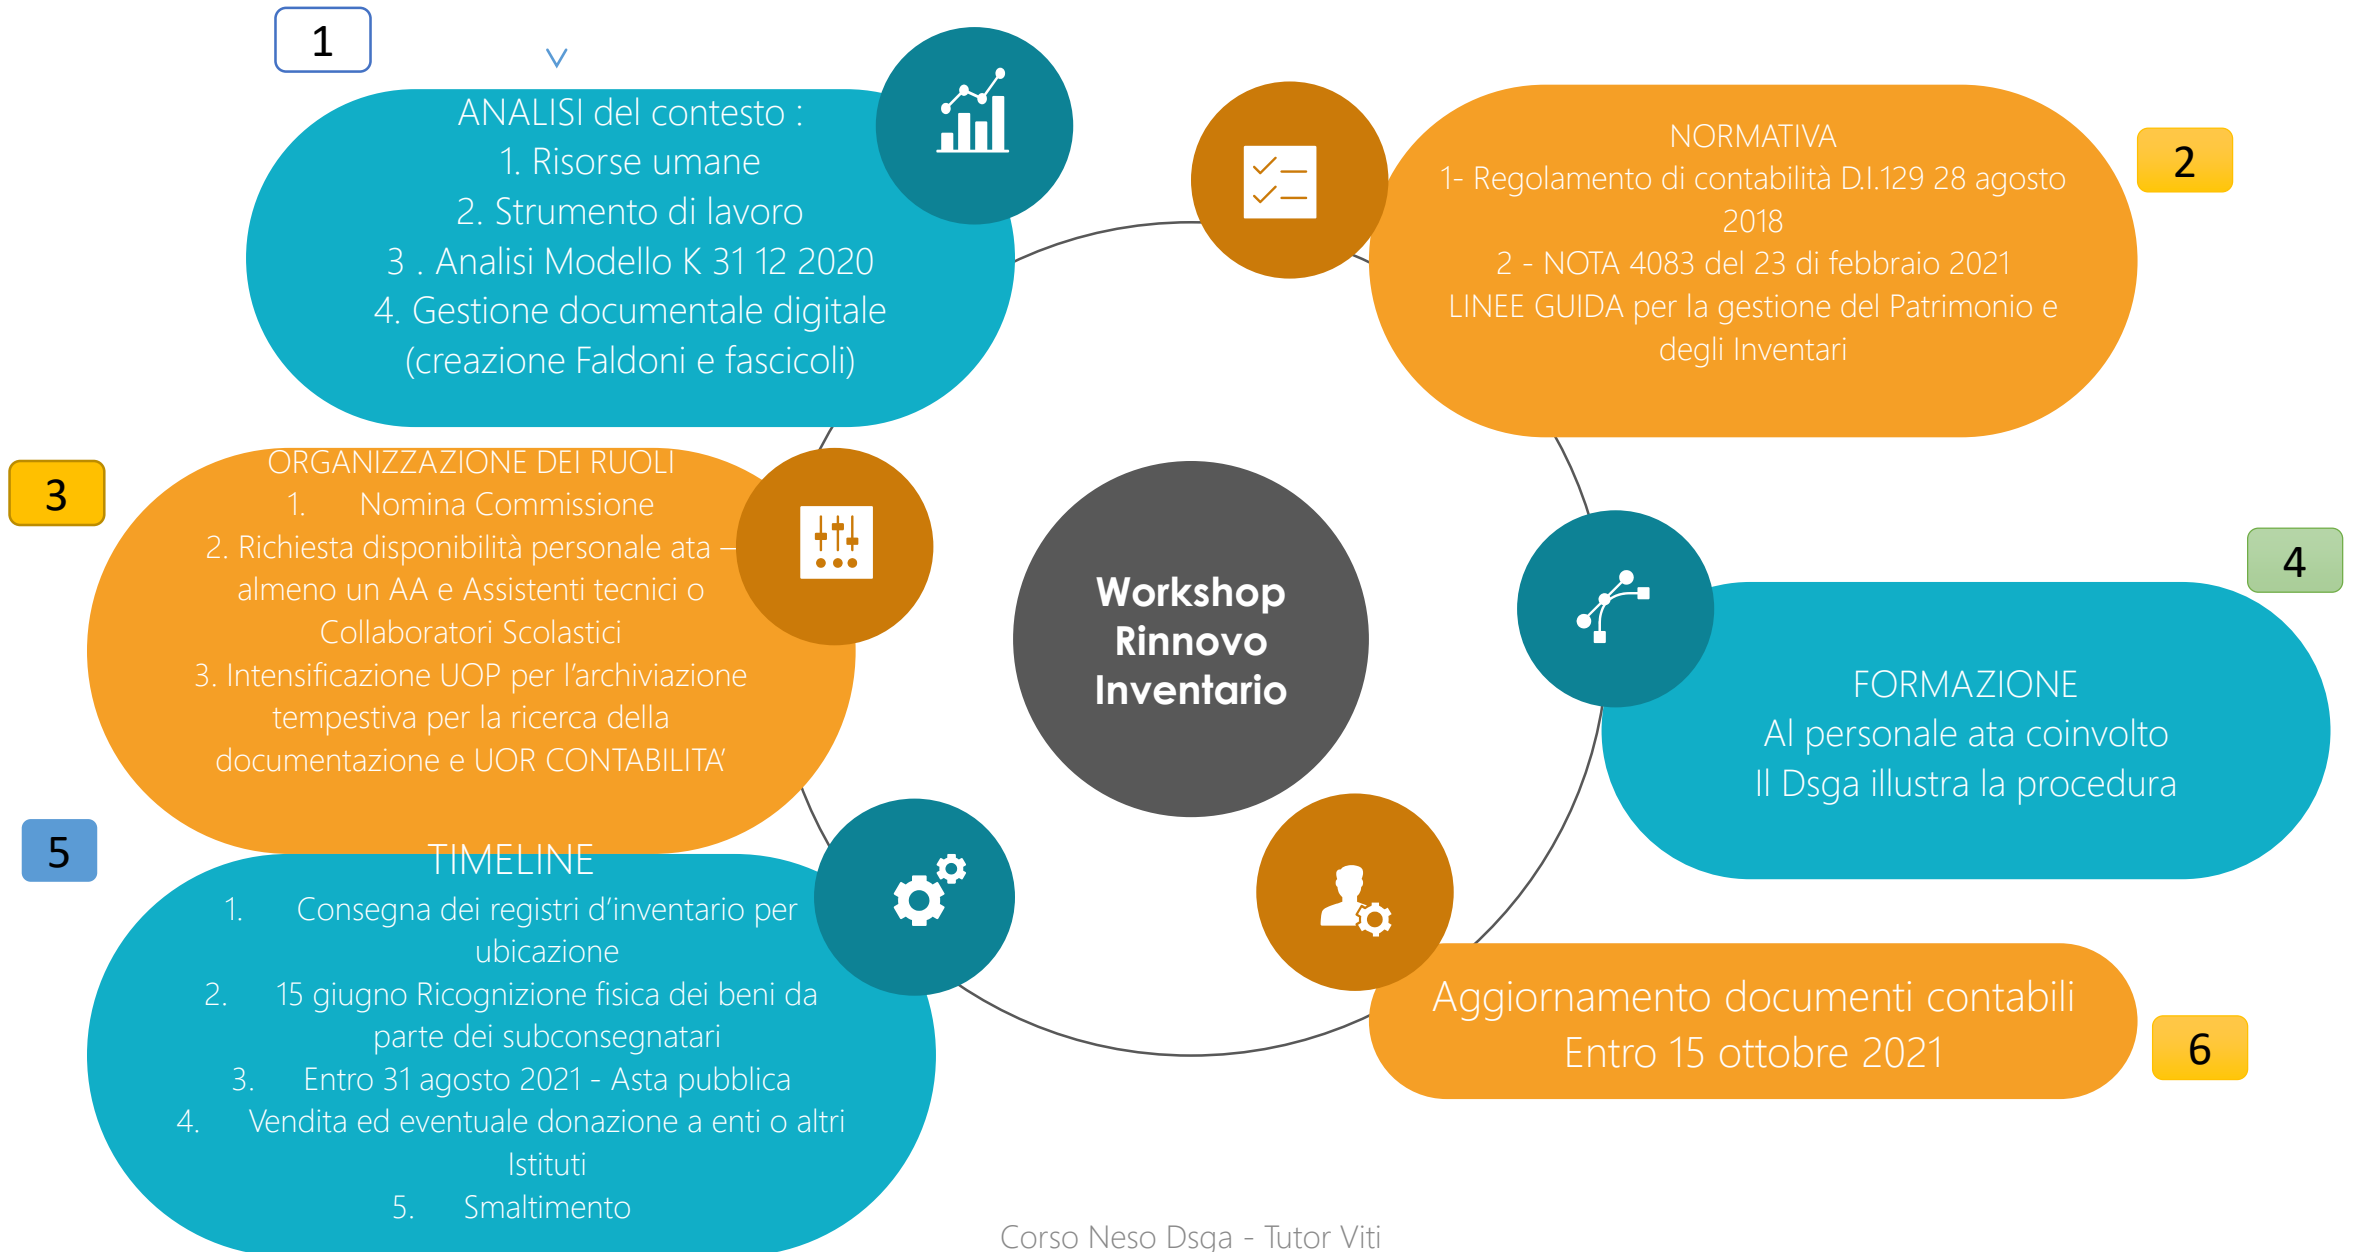 1
ANALISI del contesto :
1. Risorse umane
2. Strumento di lavoro
3 . Analisi Modello K 31 12 2020
4. Gestione documentale digitale
(creazione Faldoni e fascicoli)
2
NORMATIVA
1- Regolamento di contabilità D.I.129 28 agosto
2018
2 - NOTA 4083 del 23 di febbraio 2021
LINEE GUIDA per la gestione del Patrimonio e
degli Inventari
3
ORGANIZZAZIONE DEI RUOLI
1. Nomina Commissione
2. Richiesta disponibilità personale ata –
almeno un AA e Assistenti tecnici o
Collaboratori Scolastici
3. Intensificazione UOP per l’archiviazione
tempestiva per la ricerca della
documentazione e UOR CONTABILITA’
Workshop
Rinnovo
Inventario
4
FORMAZIONE
Al personale ata coinvolto
Il Dsga illustra la procedura
5
TIMELINE
1. Consegna dei registri d’inventario per
ubicazione
2. 15 giugno Ricognizione fisica dei beni da
parte dei subconsegnatari
3. Entro 31 agosto 2021 - Asta pubblica
4. Vendita ed eventuale donazione a enti o altri
Istituti
5. Smaltimento
6
Aggiornamento documenti contabili
Entro 15 ottobre 2021
Corso Neso Dsga - Tutor Viti